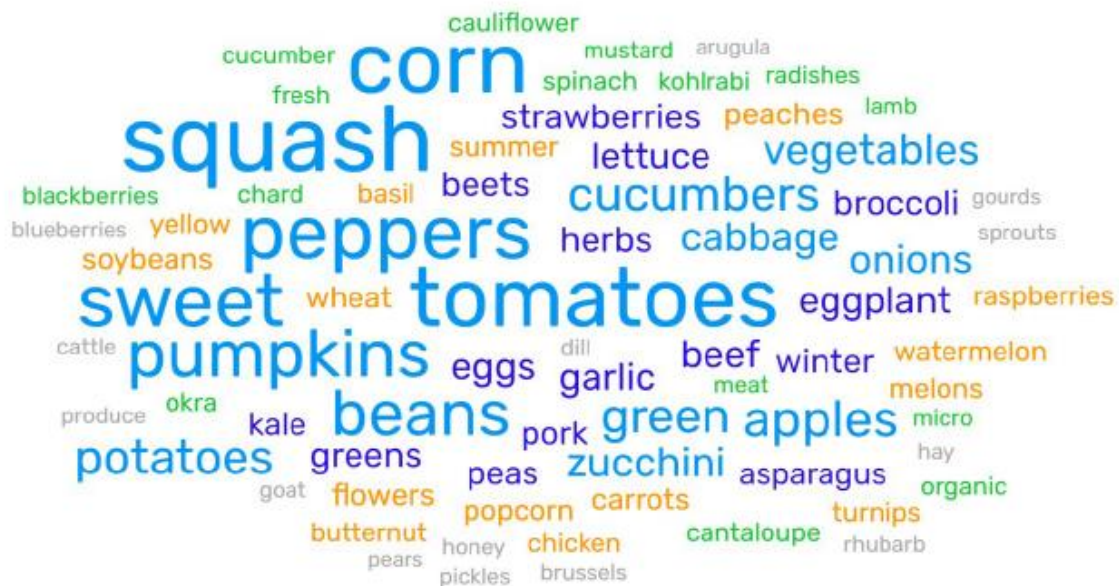 cauliflower
cucumber corn mustard arugula
fresh spinach kohlrabi radishes
squash strawberries peaches lamb
summer lettuce vegetables
blackberries chard basil beets cucumbers broccoli gourds
blueberries yellow peppers herbs cabbage sprouts
soybeans onions
sweet wheat tomatoes eggplant raspberries
cattle pumpkins eggs dill beef winter watermelon
garlic meat melons
produce okra kale beans pork green apples micro
potatoes greens peas zucchini asparagus hay
goat flowers popcorn carrots organic
butternut chicken cantaloupe turnips
pears honey rhubarb
pickles brussels